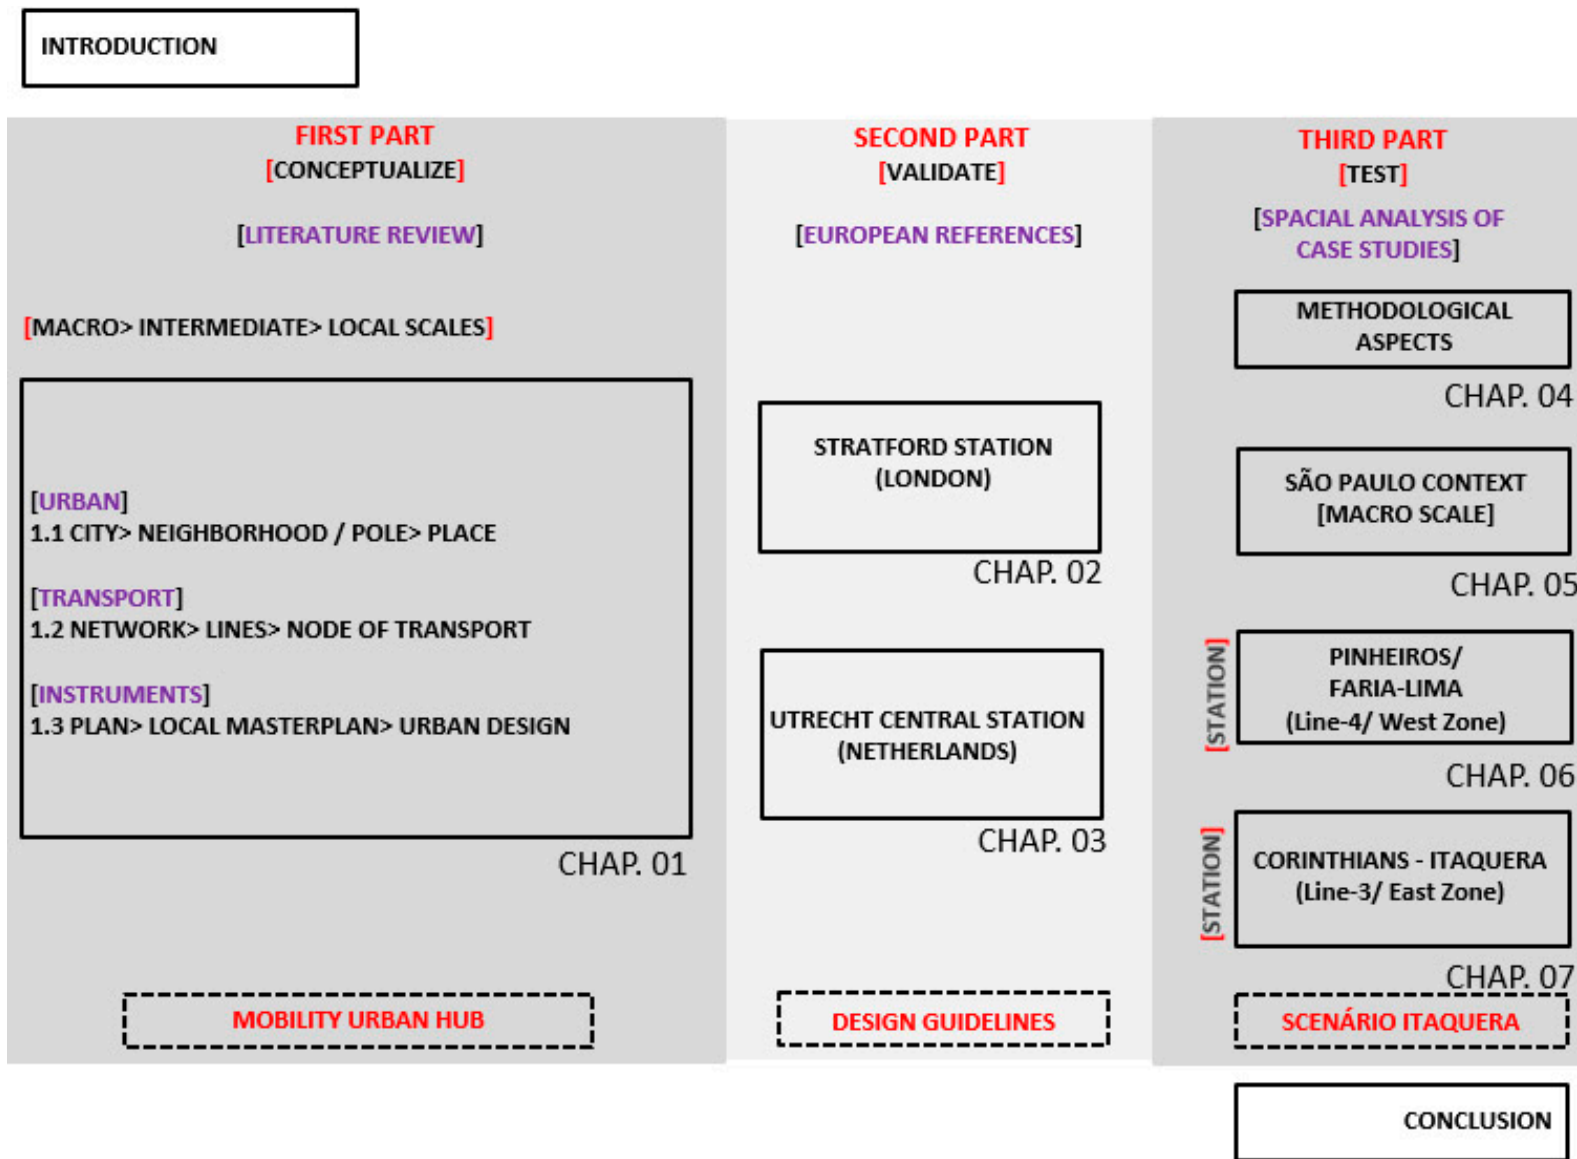 INTRODUCTION
FIRST PART
[CONCEPTUALIZE]
[LITERATURE REVIEW]
[MACRO> INTERMEDIATE> LOCAL SCALES]
[URBAN]
1.1 CITY> NEIGHBORHOOD / POLE> PLACE
[TRANSPORT]
1.2 NETWORK> LINES> NODE OF TRANSPORT
[INSTRUMENTS]
1.3 PLAN> LOCAL MASTERPLAN> URBAN DESIGN
CHAP. 01
MOBILITY URBAN HUB
SECOND PART
[VALIDATE]
[EUROPEAN REFERENCES]
STRATFORD STATION
(LONDON)
CHAP. 02
UTRECHT CENTRAL STATION
(NETHERLANDS)
CHAP. 03
DESIGN GUIDELINES
THIRD PART
[TEST]
[SPACIAL ANALYSIS OF
CASE STUDIES]
METHODOLOGICAL
ASPECTS
CHAP. 04
SÃO PAULO CONTEXT
[MACRO SCALE]
CHAP. 05
[STATION]
PINHEIROS/
FARIA-LIMA
(Line-4/ West Zone)
CHAP. 06
[STATION]
CORINTHIANS - ITAQUERA
(Line-3/ East Zone)
CHAP. 07
SCENÁRIO ITAQUERA
CONCLUSION